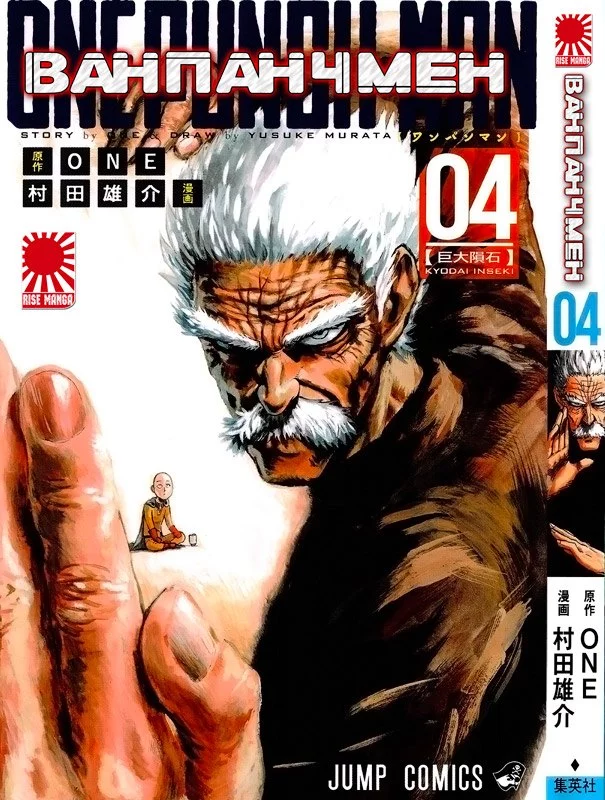 ONE PUNCH MAN
ВАНПАНЧМЕН
STORY by ONE & DRAW by YUSUKE MURATA [ワンパンマン]
原作 ONE
村田雄介 漫画
04
【巨大隕石】
KYODAI INSEKI
RISE MANGA
JUMP COMICS
RISE MANGA
ВАНПАНЧМЕН
04
原作 ONE
漫画 村田雄介
集英社